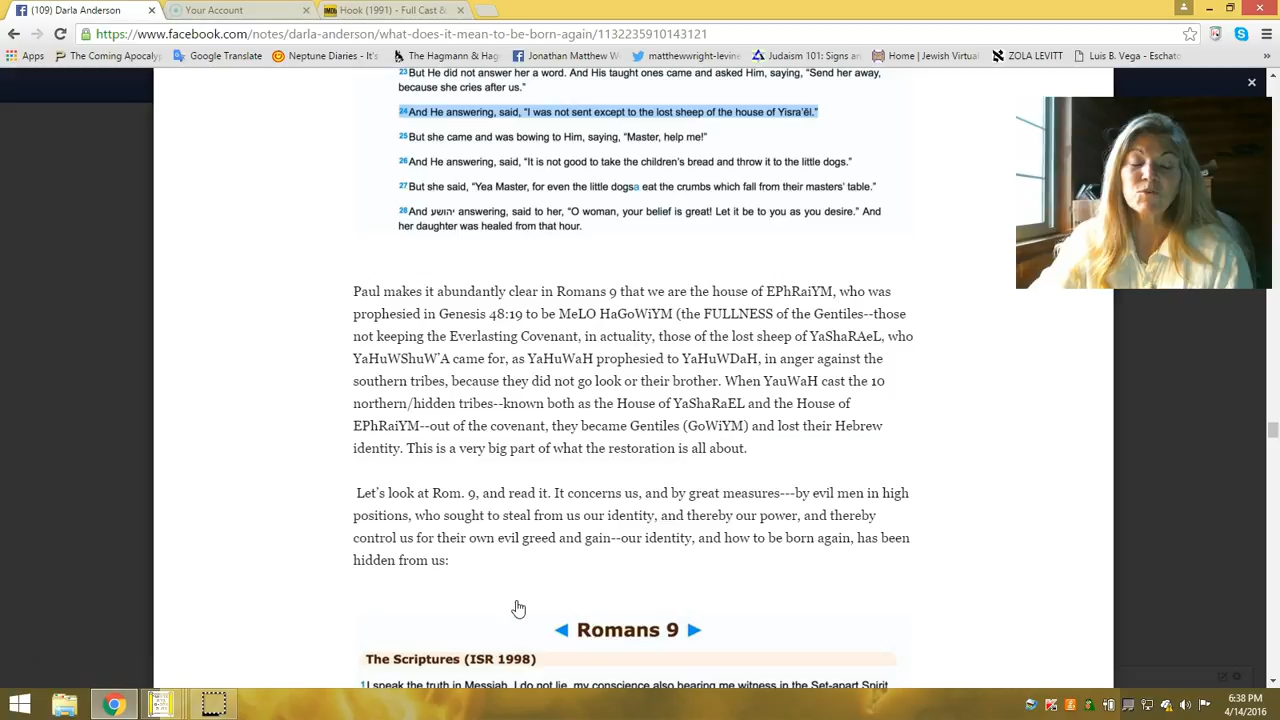 (109) Darla Anderson
Your Account
Hook (1991) - Full Cast &
https://www.facebook.com/notes/darla-anderson/what-does-it-mean-to-be-born-again/1132235910143121
Apps
The Coming Apocalyp
Google Translate
Neptune Diaries - In
The Hagmann & Hag
Jonathan Matthew W
matthewwright-levine
Judaism 101: Signs an
Home | Jewish Virtual
ZOLA LEVITT
Luis B. Vega - Eschato
23 But He did not answer her a word. And His taught ones came and asked Him, saying, “Send her away,
because she cries after us.”
24 And He answering, said, “I was not sent except to the lost sheep of the house of Yisra’ĕl.”
25 But she came and was bowing to Him, saying, “Master, help me!”
26 And He answering, said, “It is not good to take the children’s bread and throw it to the little dogs.”
27 But she said, “Yea Master, for even the little dogsa eat the crumbs which fall from their masters’ table.”
28 And יהושע answering, said to her, “O woman, your belief is great! Let it be to you as you desire.” And
her daughter was healed from that hour.
Paul makes it abundantly clear in Romans 9 that we are the house of EPhRaiYM, who was
prophesied in Genesis 48:19 to be MeLO HaGoWiYM (the FULLNESS of the Gentiles--those
not keeping the Everlasting Covenant, in actuality, those of the lost sheep of YaShaRAeL, who
YaHuWShuW’A came for, as YaHuWaH prophesied to YaHuWDaH, in anger against the
southern tribes, because they did not go look or their brother. When YauWaH cast the 10
northern/hidden tribes--known both as the House of YaShaRaEL and the House of
EPhRaiYM--out of the covenant, they became Gentiles (GoWiYM) and lost their Hebrew
identity. This is a very big part of what the restoration is all about.
Let’s look at Rom. 9, and read it. It concerns us, and by great measures---by evil men in high
positions, who sought to steal from us our identity, and thereby our power, and thereby
control us for their own evil greed and gain--our identity, and how to be born again, has been
hidden from us:
Romans 9
The Scriptures (ISR 1998)
1 I speak the truth in Messiah, I do not lie, my conscience also bearing me witness in the Set-apart Spirit
6:38 PM
4/14/2016